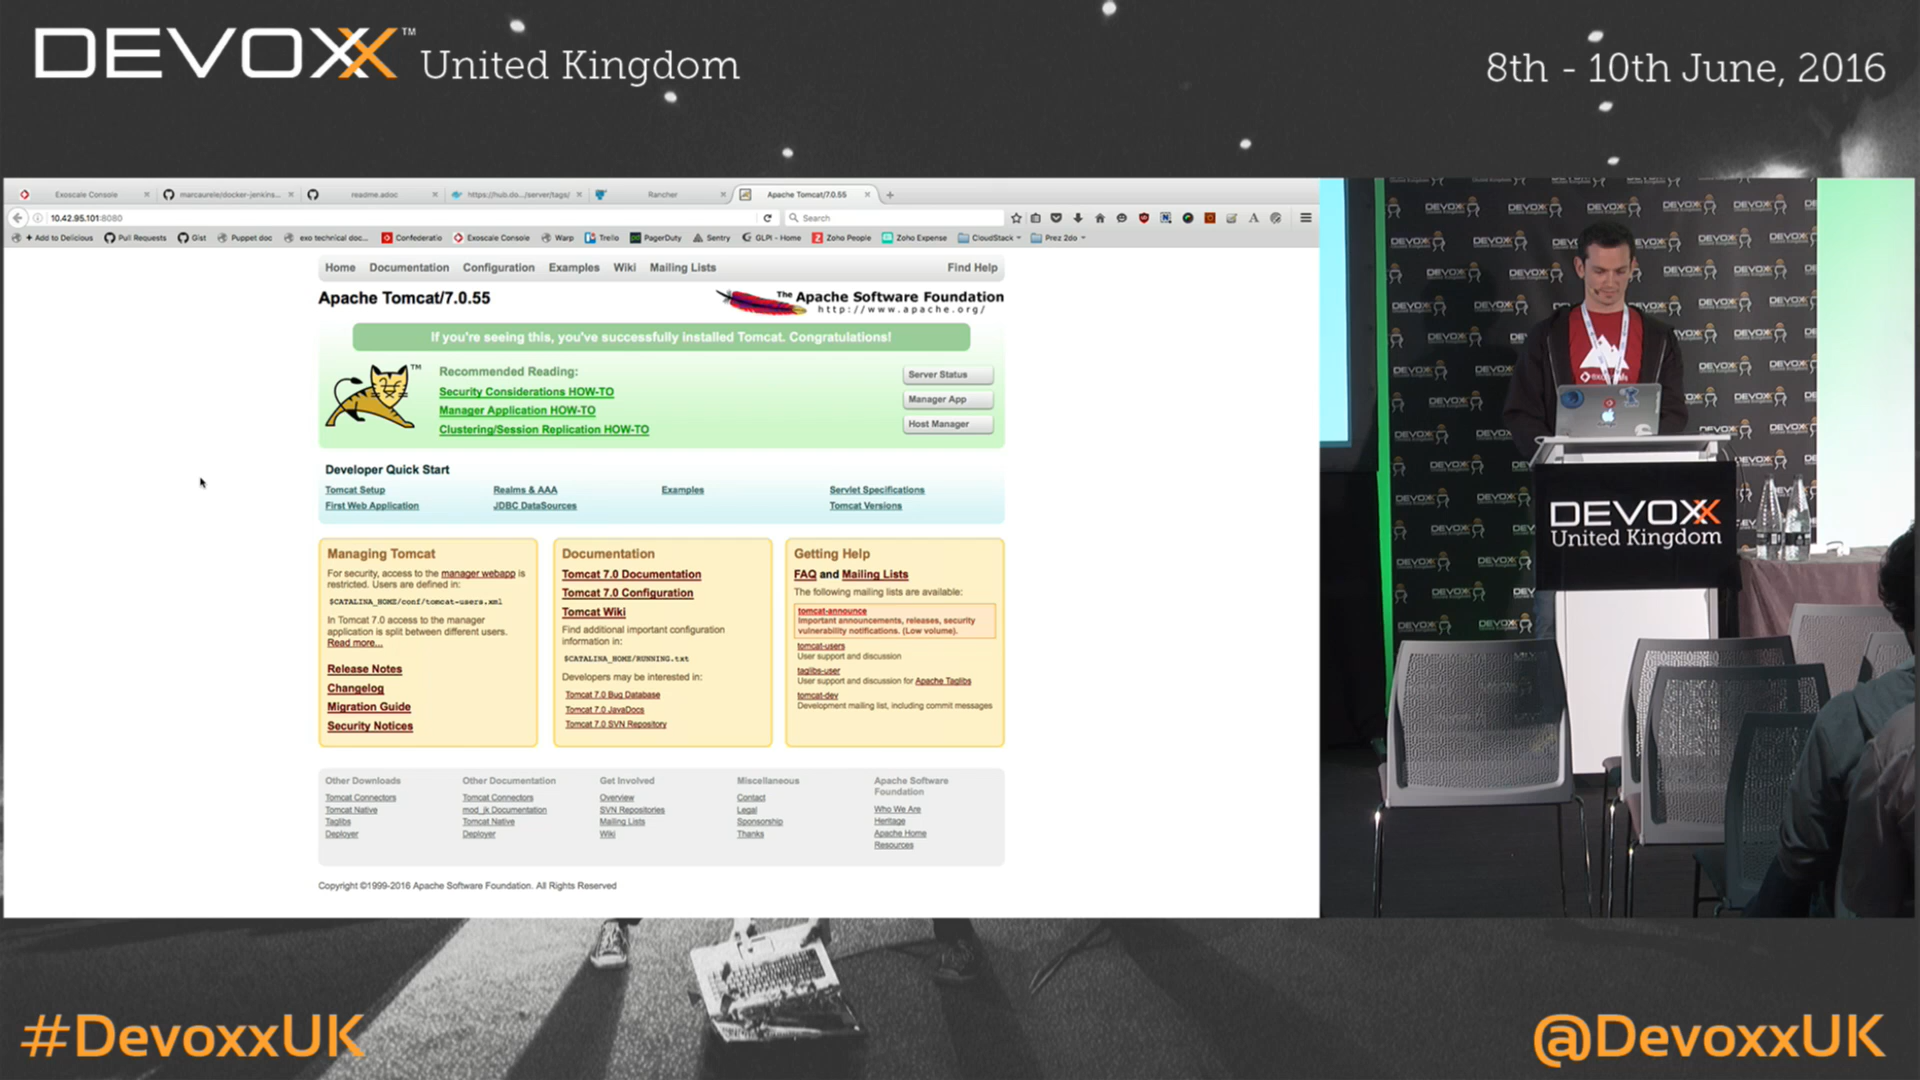 DEVOXX™ United Kingdom
8th - 10th June, 2016
Exoscale Console
marcaurele/docker-jenkins...
readme.adoc
https://hub.do.../server/tags/
Rancher
Apache Tomcat/7.0.55
10.42.95.101:8080
Search
+ Add to Delicious
Pull Requests
Gist
Puppet doc
exo technical doc...
Confederatio
Exoscale Console
Warp
Trello
PagerDuty
Sentry
GLPI - Home
Zoho People
Zoho Expense
CloudStack
Prez 2do
Home Documentation Configuration Examples Wiki Mailing Lists Find Help
Apache Tomcat/7.0.55
The Apache Software Foundation
http://www.apache.org/
If you're seeing this, you've successfully installed Tomcat. Congratulations!
TM
Recommended Reading:
Security Considerations HOW-TO
Manager Application HOW-TO
Clustering/Session Replication HOW-TO
Server Status
Manager App
Host Manager
Developer Quick Start
Tomcat Setup
First Web Application
Realms & AAA
JDBC DataSources
Examples
Servlet Specifications
Tomcat Versions
Managing Tomcat
For security, access to the manager webapp is
restricted. Users are defined in:
$CATALINA_HOME/conf/tomcat-users.xml
In Tomcat 7.0 access to the manager
application is split between different users.
Read more...
Release Notes
Changelog
Migration Guide
Security Notices
Documentation
Tomcat 7.0 Documentation
Tomcat 7.0 Configuration
Tomcat Wiki
Find additional important configuration
information in:
$CATALINA_HOME/RUNNING.txt
Developers may be interested in:
Tomcat 7.0 Bug Database
Tomcat 7.0 JavaDocs
Tomcat 7.0 SVN Repository
Getting Help
FAQ and Mailing Lists
The following mailing lists are available:
tomcat-announce
Important announcements, releases, security
vulnerability notifications. (Low volume).
tomcat-users
User support and discussion
taglibs-user
User support and discussion for Apache Taglibs
tomcat-dev
Development mailing list, including commit messages
Other Downloads
Tomcat Connectors
Tomcat Native
Taglibs
Deployer
Other Documentation
Tomcat Connectors
mod_jk Documentation
Tomcat Native
Deployer
Get Involved
Overview
SVN Repositories
Mailing Lists
Wiki
Miscellaneous
Contact
Legal
Sponsorship
Thanks
Apache Software
Foundation
Who We Are
Heritage
Apache Home
Resources
Copyright ©1999-2016 Apache Software Foundation. All Rights Reserved
DEVOXX
United Kingdom
#DevoxxUK
@DevoxxUK